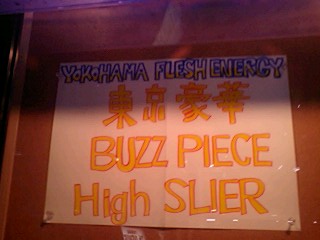 YOKOHAMA FLESH ENERGY
東京豪華
BUZZ PIECE
High SLIER